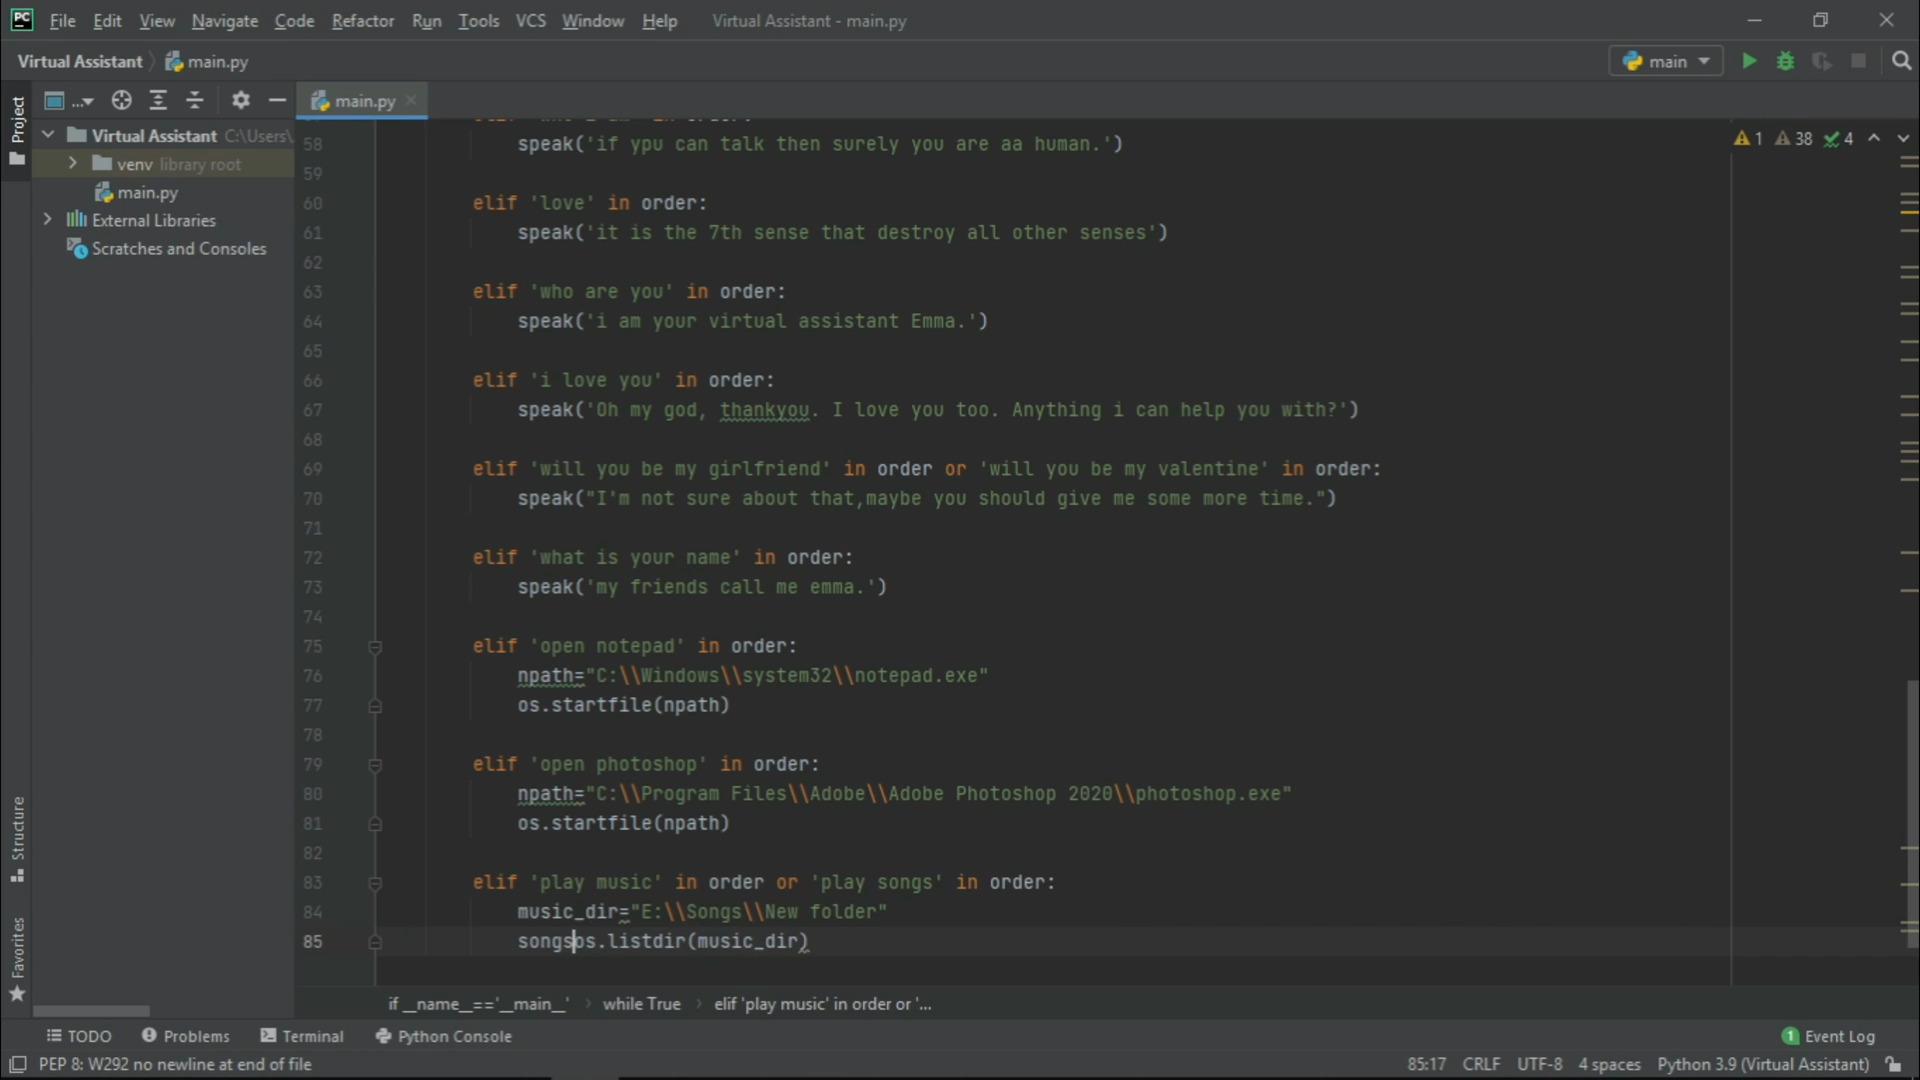 PC File Edit View Navigate Code Refactor Run Tools VCS Window Help Virtual Assistant - main.py
Virtual Assistant main.py main
Project ... main.py
Virtual Assistant C:\Users\
venv library root
main.py
External Libraries
Scratches and Consoles
1 38 4
58 speak('if ypu can talk then surely you are aa human.')
59
60 elif 'love' in order:
61 speak('it is the 7th sense that destroy all other senses')
62
63 elif 'who are you' in order:
64 speak('i am your virtual assistant Emma.')
65
66 elif 'i love you' in order:
67 speak('Oh my god, thankyou. I love you too. Anything i can help you with?')
68
69 elif 'will you be my girlfriend' in order or 'will you be my valentine' in order:
70 speak("I'm not sure about that,maybe you should give me some more time.")
71
72 elif 'what is your name' in order:
73 speak('my friends call me emma.')
74
75 elif 'open notepad' in order:
76 npath="C:\\Windows\\system32\\notepad.exe"
77 os.startfile(npath)
78
79 elif 'open photoshop' in order:
80 npath="C:\\Program Files\\Adobe\\Adobe Photoshop 2020\\photoshop.exe"
81 os.startfile(npath)
82
83 elif 'play music' in order or 'play songs' in order:
84 music_dir="E:\\Songs\\New folder"
85 songsos.listdir(music_dir)
Structure
Favorites
if __name__=='__main__' while True elif 'play music' in order or '...
TODO Problems Terminal Python Console 1 Event Log
PEP 8: W292 no newline at end of file 85:17 CRLF UTF-8 4 spaces Python 3.9 (Virtual Assistant)